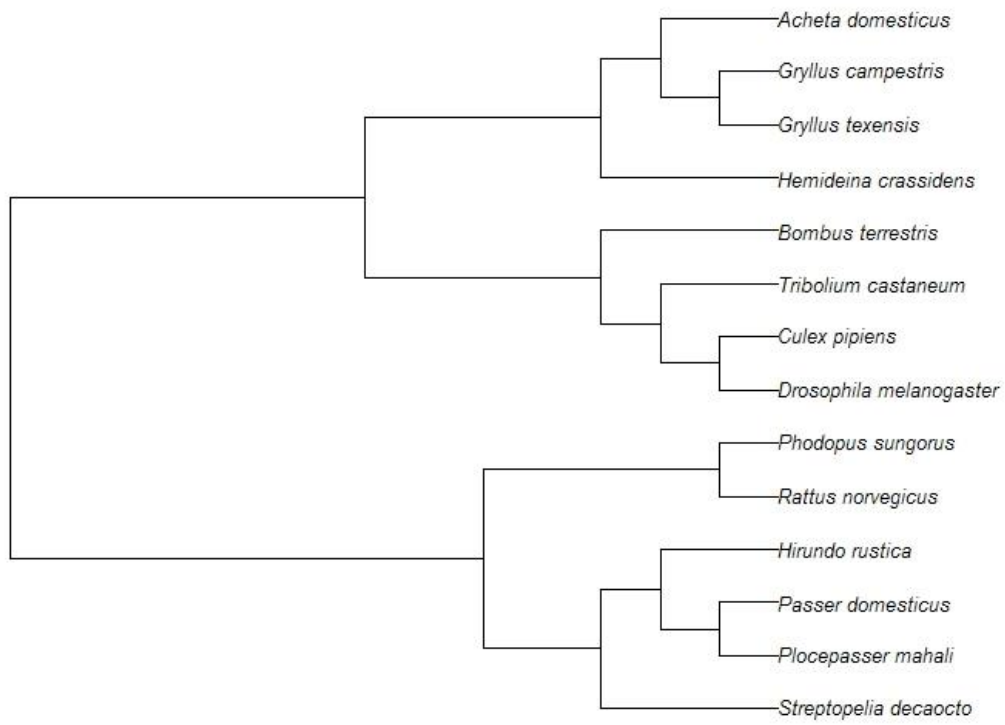 Acheta domesticus
Gryllus campestris
Gryllus texensis
Hemideina crassidens
Bombus terrestris
Tribolium castaneum
Culex pipiens
Drosophila melanogaster
Phodopus sungorus
Rattus norvegicus
Hirundo rustica
Passer domesticus
Plocepasser mahali
Streptopelia decaocto